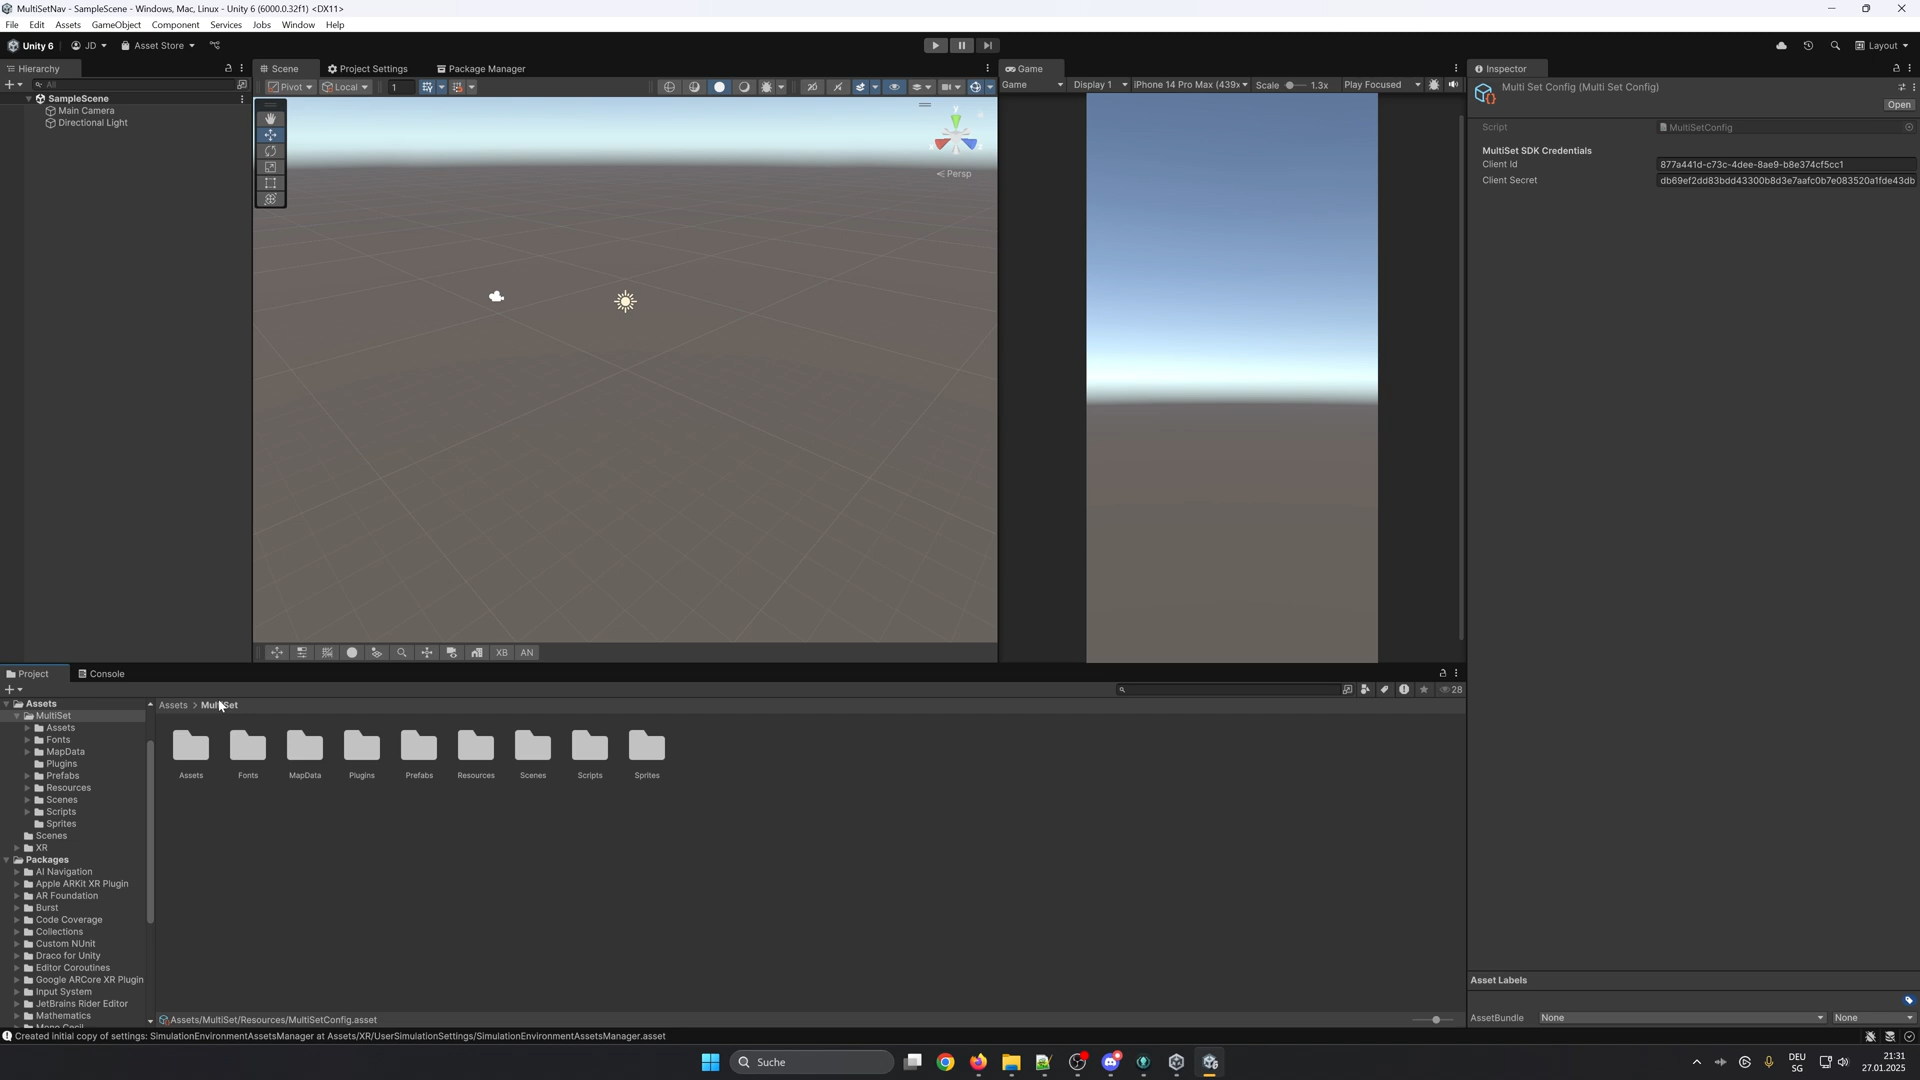 MultiSetNav - SampleScene - Windows, Mac, Linux - Unity 6 (6000.0.32f1) <DX11>
File Edit Assets GameObject Component Services Jobs Window Help
Unity 6 JD Asset Store Layout
Hierarchy Scene Project Settings Package Manager Game Inspector
All Pivot Local 1 Game Display 1 iPhone 14 Pro Max (439x Scale 1.3x Play Focused Multi Set Config (Multi Set Config)
Open
SampleScene
Main Camera
Directional Light
Script MultiSetConfig
MultiSet SDK Credentials
Client Id 877a441d-c73c-4dee-8ae9-b8e374cf5cc1
Client Secret db69ef2dd83bdd43300b8d3e7aafc0b7e083520a1fde43db
y
Persp
XB AN
Project Console
28
Assets
Assets > MultiSet
MultiSet
Assets
Fonts
MapData
Plugins
Prefabs
Resources
Scenes
Scripts
Sprites
Scenes
XR
Assets Fonts MapData Plugins Prefabs Resources Scenes Scripts Sprites
Packages
AI Navigation
Apple ARKit XR Plugin
AR Foundation
Burst
Code Coverage
Collections
Custom NUnit
Draco for Unity
Editor Coroutines
Google ARCore XR Plugin
Input System
JetBrains Rider Editor
Mathematics
Mono Cecil
Assets/MultiSet/Resources/MultiSetConfig.asset
Asset Labels
AssetBundle None None
Created initial copy of settings: SimulationEnvironmentAssetsManager at Assets/XR/UserSimulationSettings/SimulationEnvironmentAssetsManager.asset
Suche
DEU
SG
21:31
27.01.2025